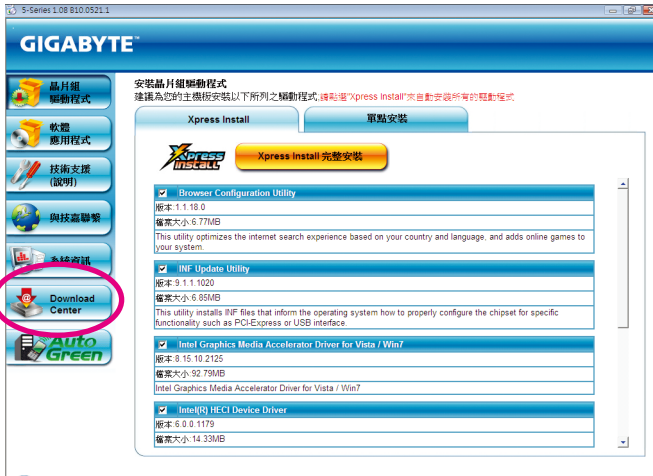 5-Series 1.08 B10.0521.1
GIGABYTE™
晶片組
驅動程式
軟體
應用程式
技術支援
(說明)
與技嘉聯繫
系統資訊
Download
Center
Auto
Green
安裝晶片組驅動程式
建議為您的主機板安裝以下所列之驅動程式;請點選"Xpress Install"來自動安裝所有的驅動程式
Xpress Install
單點安裝
Xpress
INSTALL
Xpress Install 完整安裝
Browser Configuration Utility
版本:1.1.18.0
檔案大小:6.77MB
This utility optimizes the internet search experience based on your country and language, and adds online games to
your system.
INF Update Utility
版本:9.1.1.1020
檔案大小:6.85MB
This utility installs INF files that inform the operating system how to properly configure the chipset for specific
functionality such as PCI-Express or USB interface.
Intel Graphics Media Accelerator Driver for Vista / Win7
版本:8.15.10.2125
檔案大小:92.79MB
Intel Graphics Media Accelerator Driver for Vista / Win7
Intel(R) HECI Device Driver
版本:6.0.0.1179
檔案大小:14.33MB